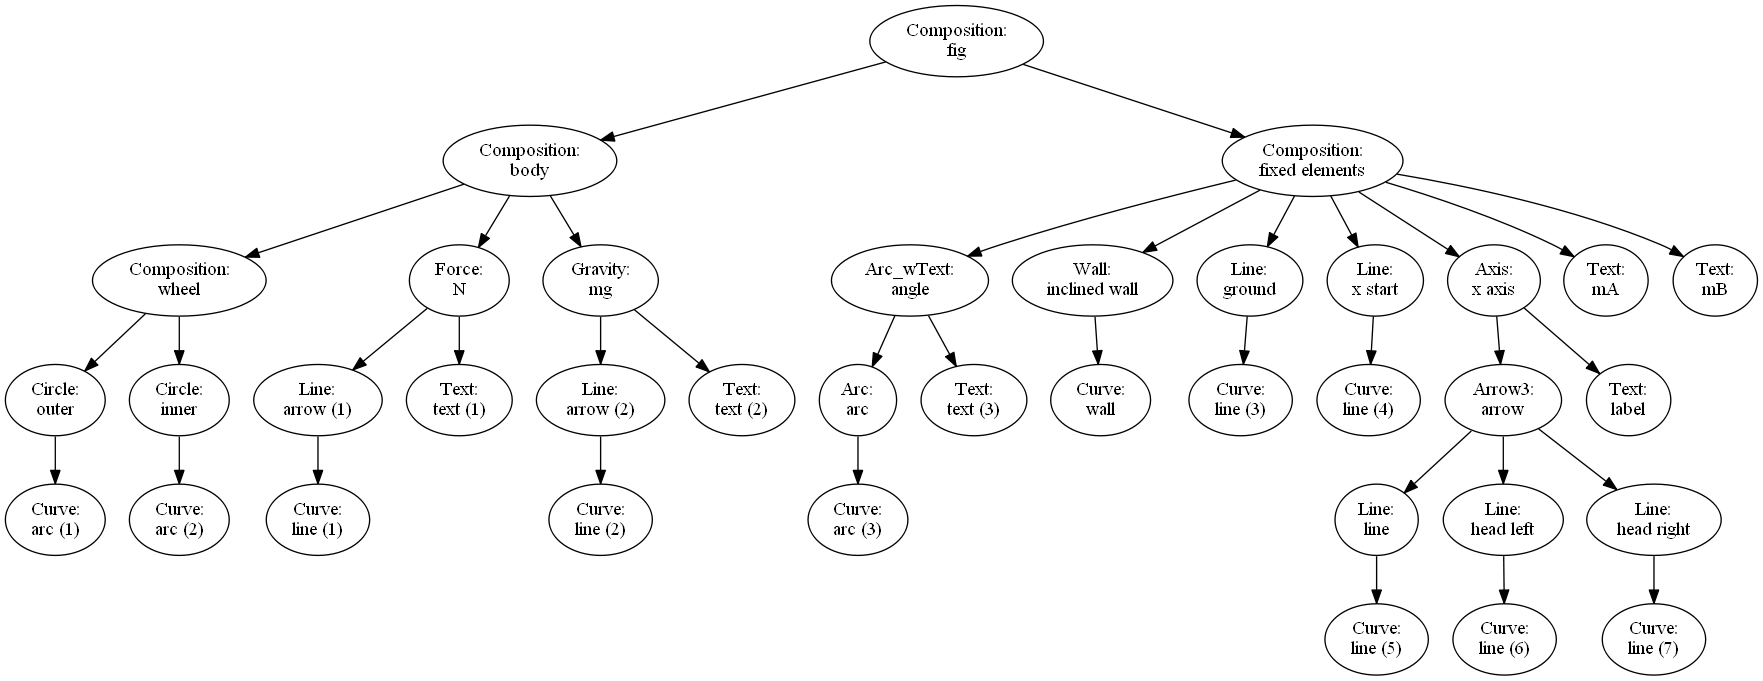 Composition:
fig
Composition:
body
Composition:
fixed elements
Composition:
wheel
Force:
N
Gravity:
mg
Arc_wText:
angle
Wall:
inclined wall
Line:
ground
Line:
x start
Axis:
x axis
Text:
mA
Text:
mB
Circle:
outer
Circle:
inner
Line:
arrow (1)
Text:
text (1)
Line:
arrow (2)
Text:
text (2)
Arc:
arc
Text:
text (3)
Curve:
wall
Curve:
line (3)
Curve:
line (4)
Arrow3:
arrow
Text:
label
Curve:
arc (1)
Curve:
arc (2)
Curve:
line (1)
Curve:
line (2)
Curve:
arc (3)
Line:
line
Line:
head left
Line:
head right
Curve:
line (5)
Curve:
line (6)
Curve:
line (7)